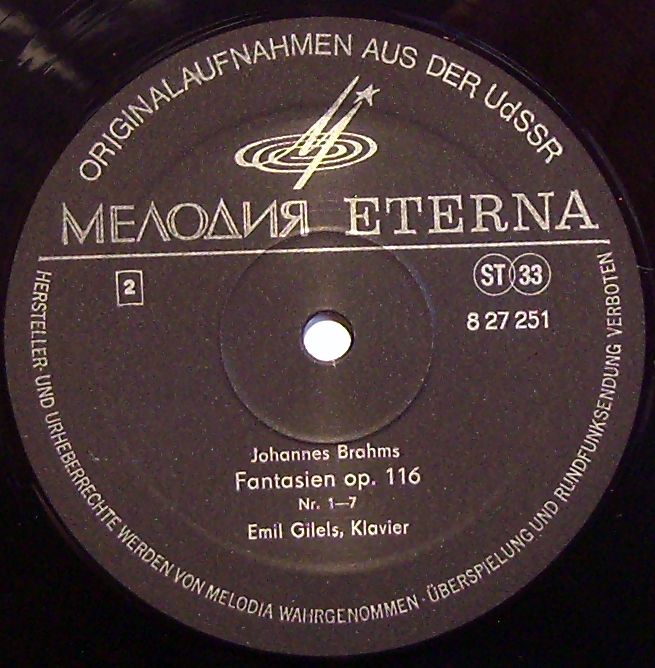 ORIGINALAUFNAHMEN AUS DER UdSSR
МЕЛОДИЯ ETERNA
2
ST 33
8 27 251
Johannes Brahms
Fantasien op. 116
Nr. 1—7
Emil Gilels, Klavier
HERSTELLER- UND URHEBERRECHTE WERDEN VON MELODIA WAHRGENOMMEN · ÜBERSPIELUNG UND RUNDFUNKSENDUNG VERBOTEN